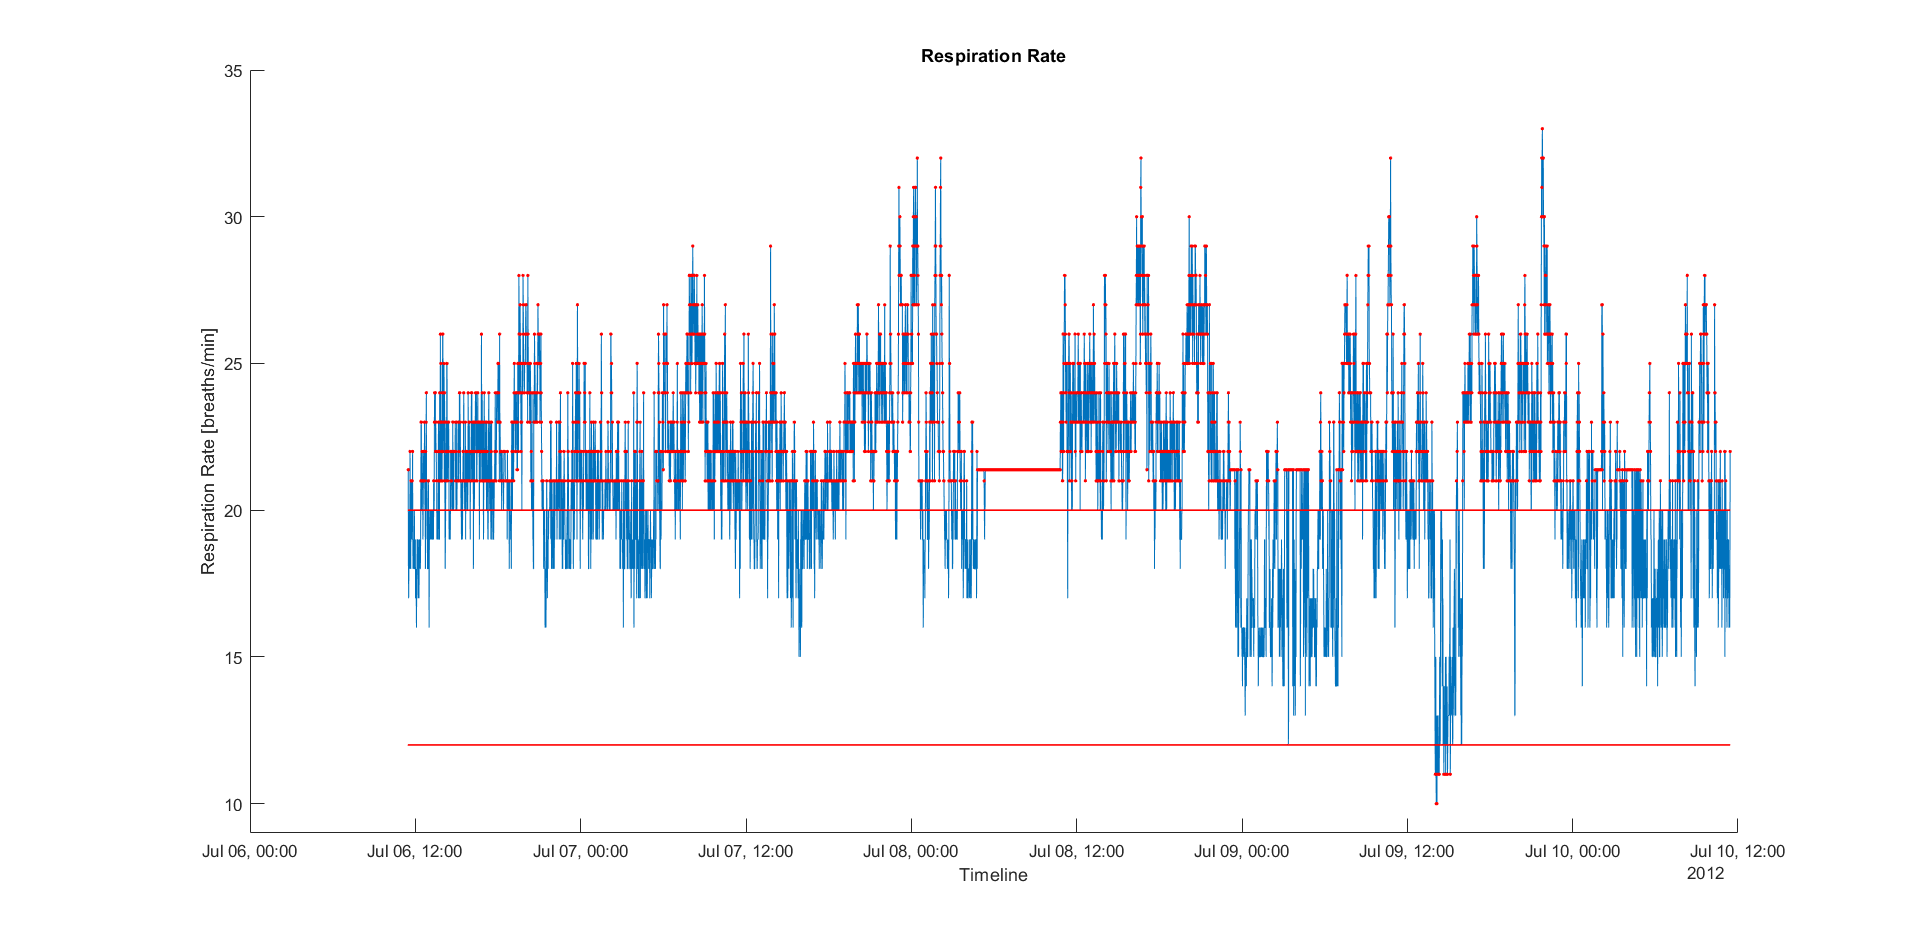 Respiration Rate
35
30
25
20
15
10
Respiration Rate [breaths/min]
Jul 06, 00:00
Jul 06, 12:00
Jul 07, 00:00
Jul 07, 12:00
Jul 08, 00:00
Jul 08, 12:00
Jul 09, 00:00
Jul 09, 12:00
Jul 10, 00:00
Jul 10, 12:00
Timeline
2012